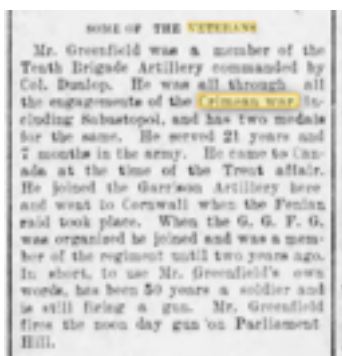 SOME OF THE VETERANS
Mr. Greenfield was a member of the
Tenth Brigade Artillery commanded by
Col. Dunlop. He was all through all
the engagements of the Crimean war in-
cluding Sabastopol, and has two medals
for the same. He served 21 years and
7 months in the army. He came to Can-
ada at the time of the Trent affair.
He joined the Garrison Artillery here
and went to Cornwall when the Fenian
raid took place. When the G. G. F. G.
was organized he joined and was a mem-
ber of the regiment until two years ago.
In short, to use Mr. Greenfield's own
words, has been 50 years a soldier and
is still firing a gun. Mr. Greenfield
fires the noon day gun on Parliament
Hill.